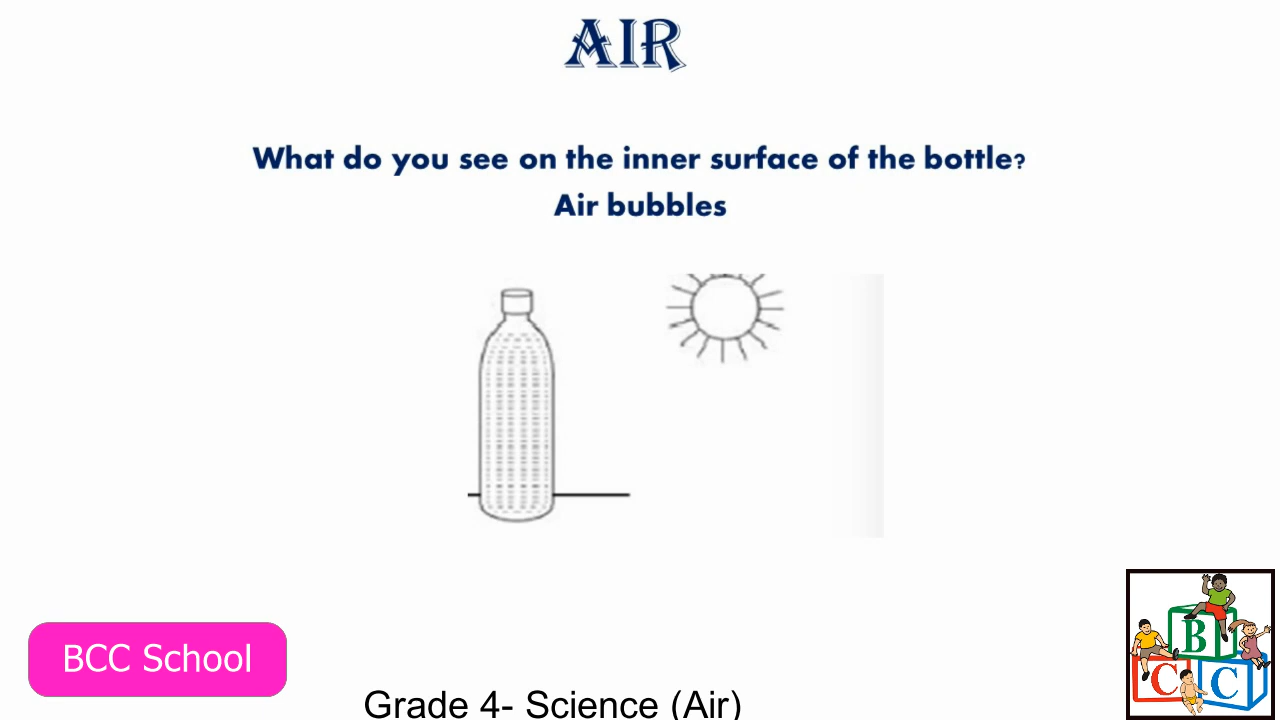 AIR
What do you see on the inner surface of the bottle?
Air bubbles
B
C C
BCC School
Grade 4- Science (Air)